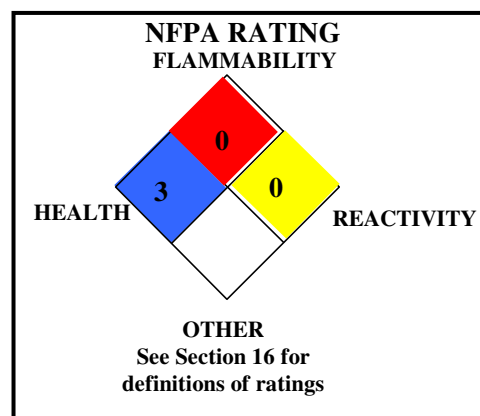 NFPA RATING
FLAMMABILITY
0
3
0
HEALTH
REACTIVITY
OTHER
See Section 16 for
definitions of ratings